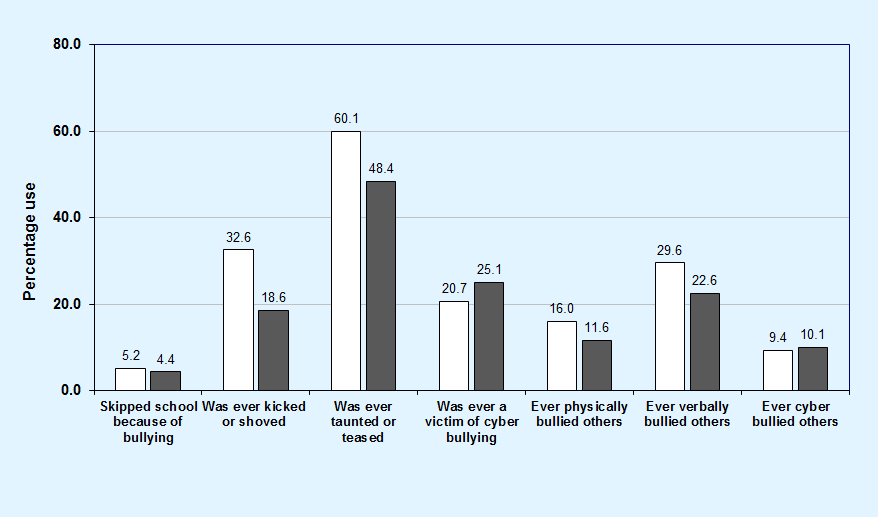 80.0
60.0
40.0
20.0
0.0
Percentage use
5.2
4.4
32.6
18.6
60.1
48.4
20.7
25.1
16.0
11.6
29.6
22.6
9.4
10.1
Skipped school
because of
bullying
Was ever kicked
or shoved
Was ever
taunted or
teased
Was ever a
victim of cyber
bullying
Ever physically
bullied others
Ever verbally
bullied others
Ever cyber
bullied others